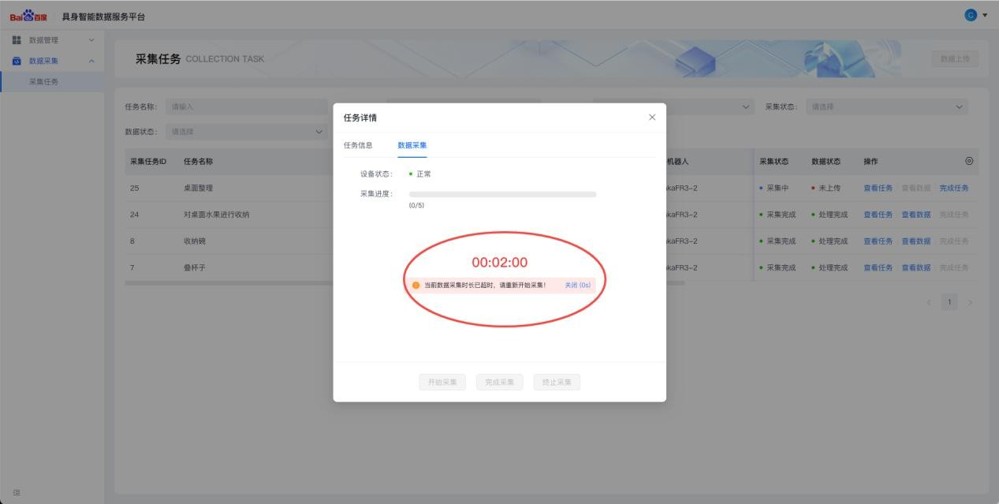 Bai du 百度 具身智能数据服务平台
C
数据管理
数据采集
采集任务
采集任务 COLLECTION TASK
数据上传
任务名称: 请输入
采集状态: 请选择
数据状态: 请选择
采集任务ID 任务名称 机器人 采集状态 数据状态 操作
25 桌面整理 kaFR3-2 采集中 未上传 查看任务 查看数据 完成任务
24 对桌面水果进行收纳 kaFR3-2 采集完成 处理完成 查看任务 查看数据 完成任务
8 收纳碗 kaFR3-2 采集完成 处理完成 查看任务 查看数据 完成任务
7 叠杯子 kaFR3-2 采集完成 处理完成 查看任务 查看数据 完成任务
1
任务详情
任务信息 数据采集
设备状态: 正常
采集进度:
(0/5)
00:02:00
当前数据采集时长已超时，请重新开始采集! 关闭 (0s)
开始采集 完成采集 终止采集